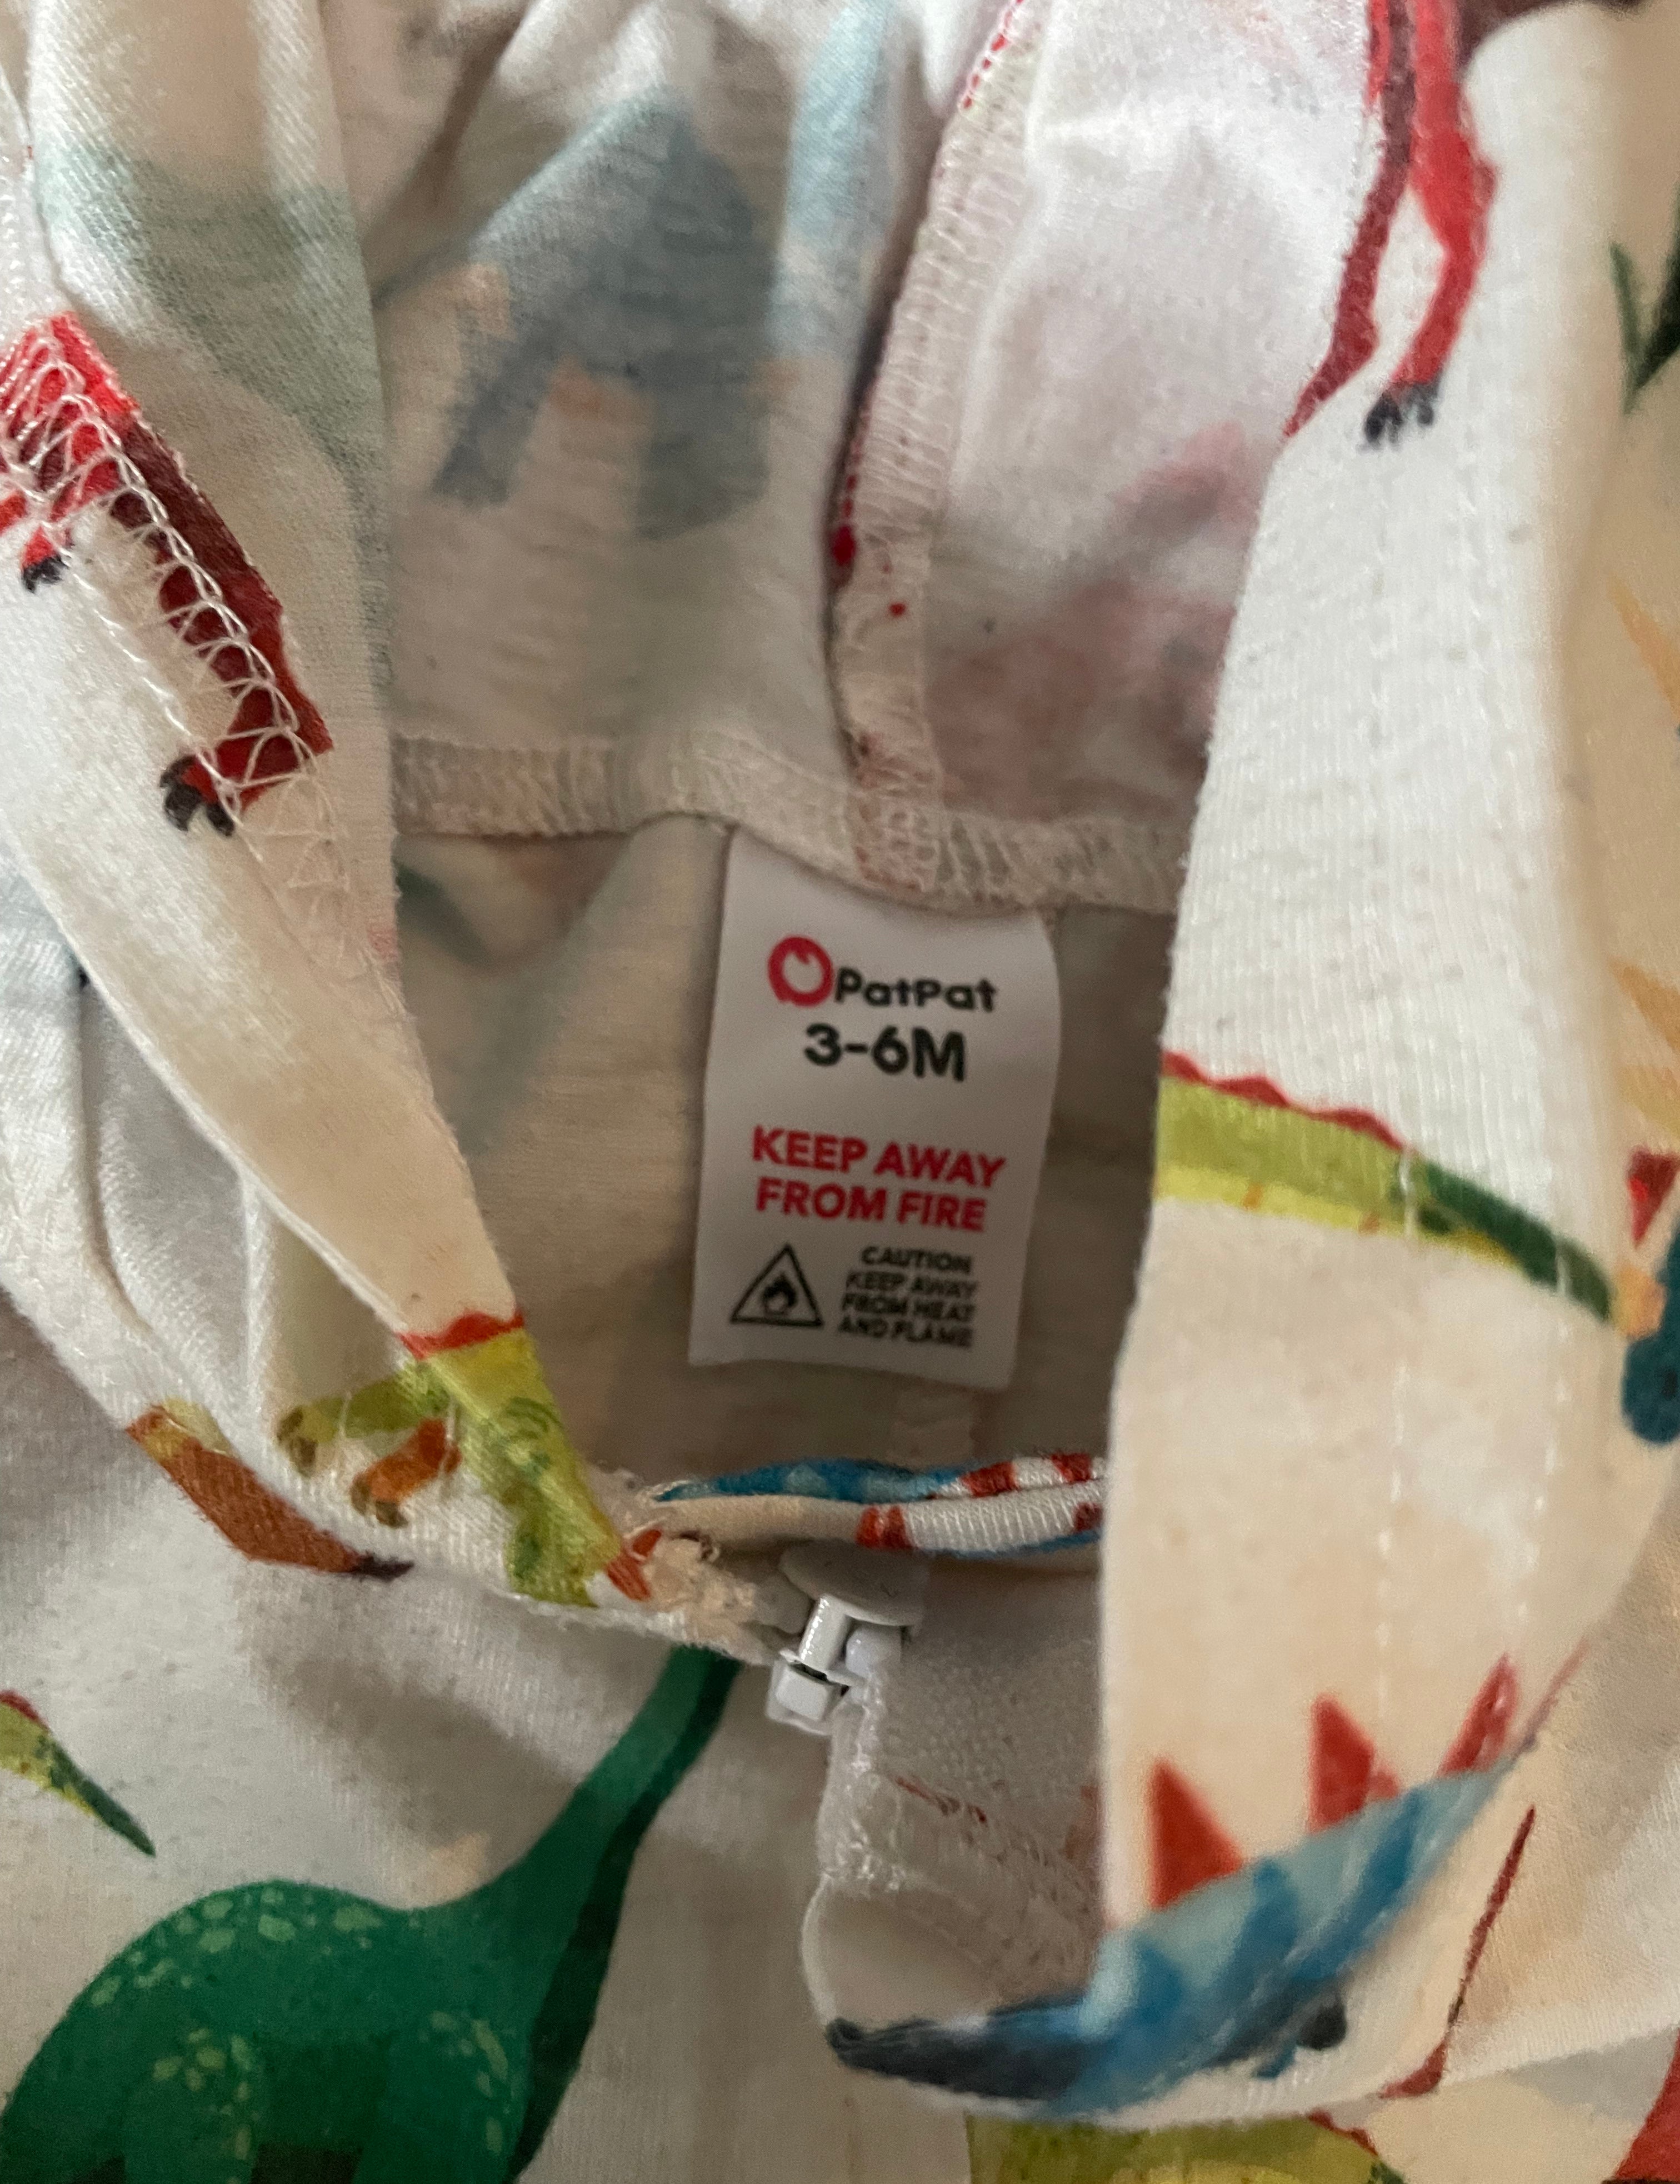 PatPat
3-6M
KEEP AWAY
FROM FIRE
CAUTION
KEEP AWAY
FROM HEAT
AND FLAME